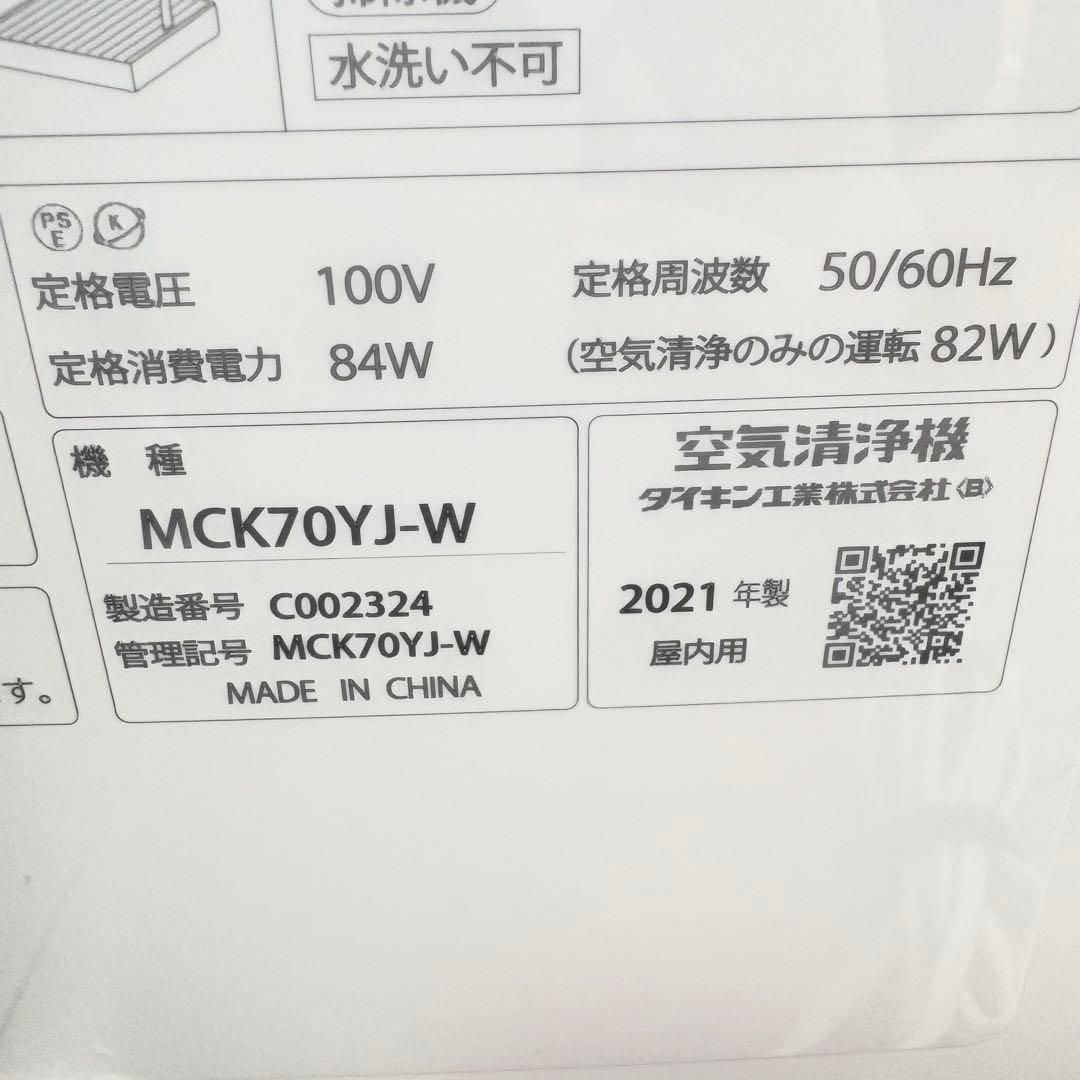 水洗い不可
PS E K
定格電圧 100V 定格周波数 50/60Hz
定格消費電力 84W (空気清浄のみの運転 82W)
機 種
MCK70YJ-W
製造番号 C002324
管理記号 MCK70YJ-W
MADE IN CHINA
空気清浄機
タイキン工業株式会社〈B〉
2021 年製
屋内用
す。